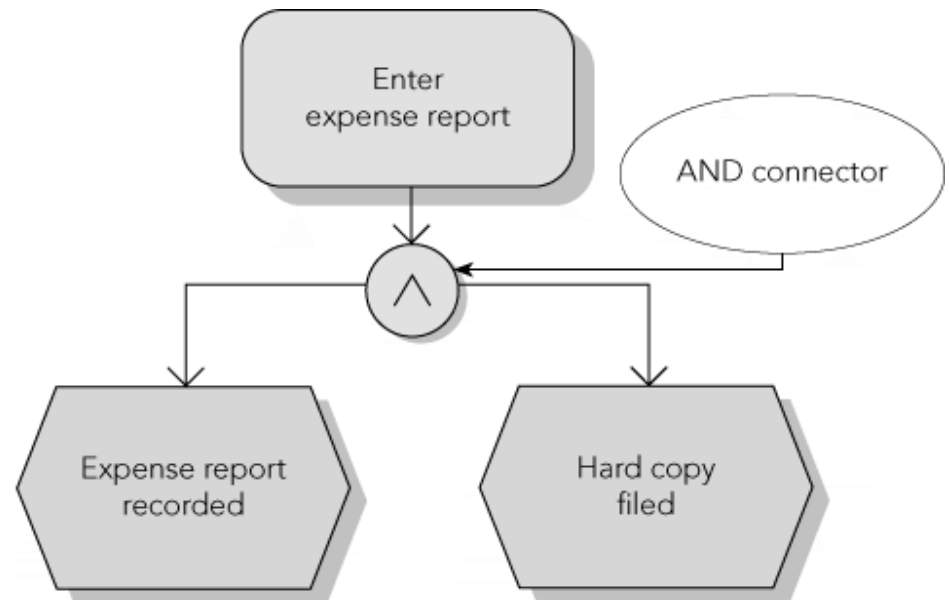 Enter
expense report
AND connector
∧
Expense report
recorded
Hard copy
filed